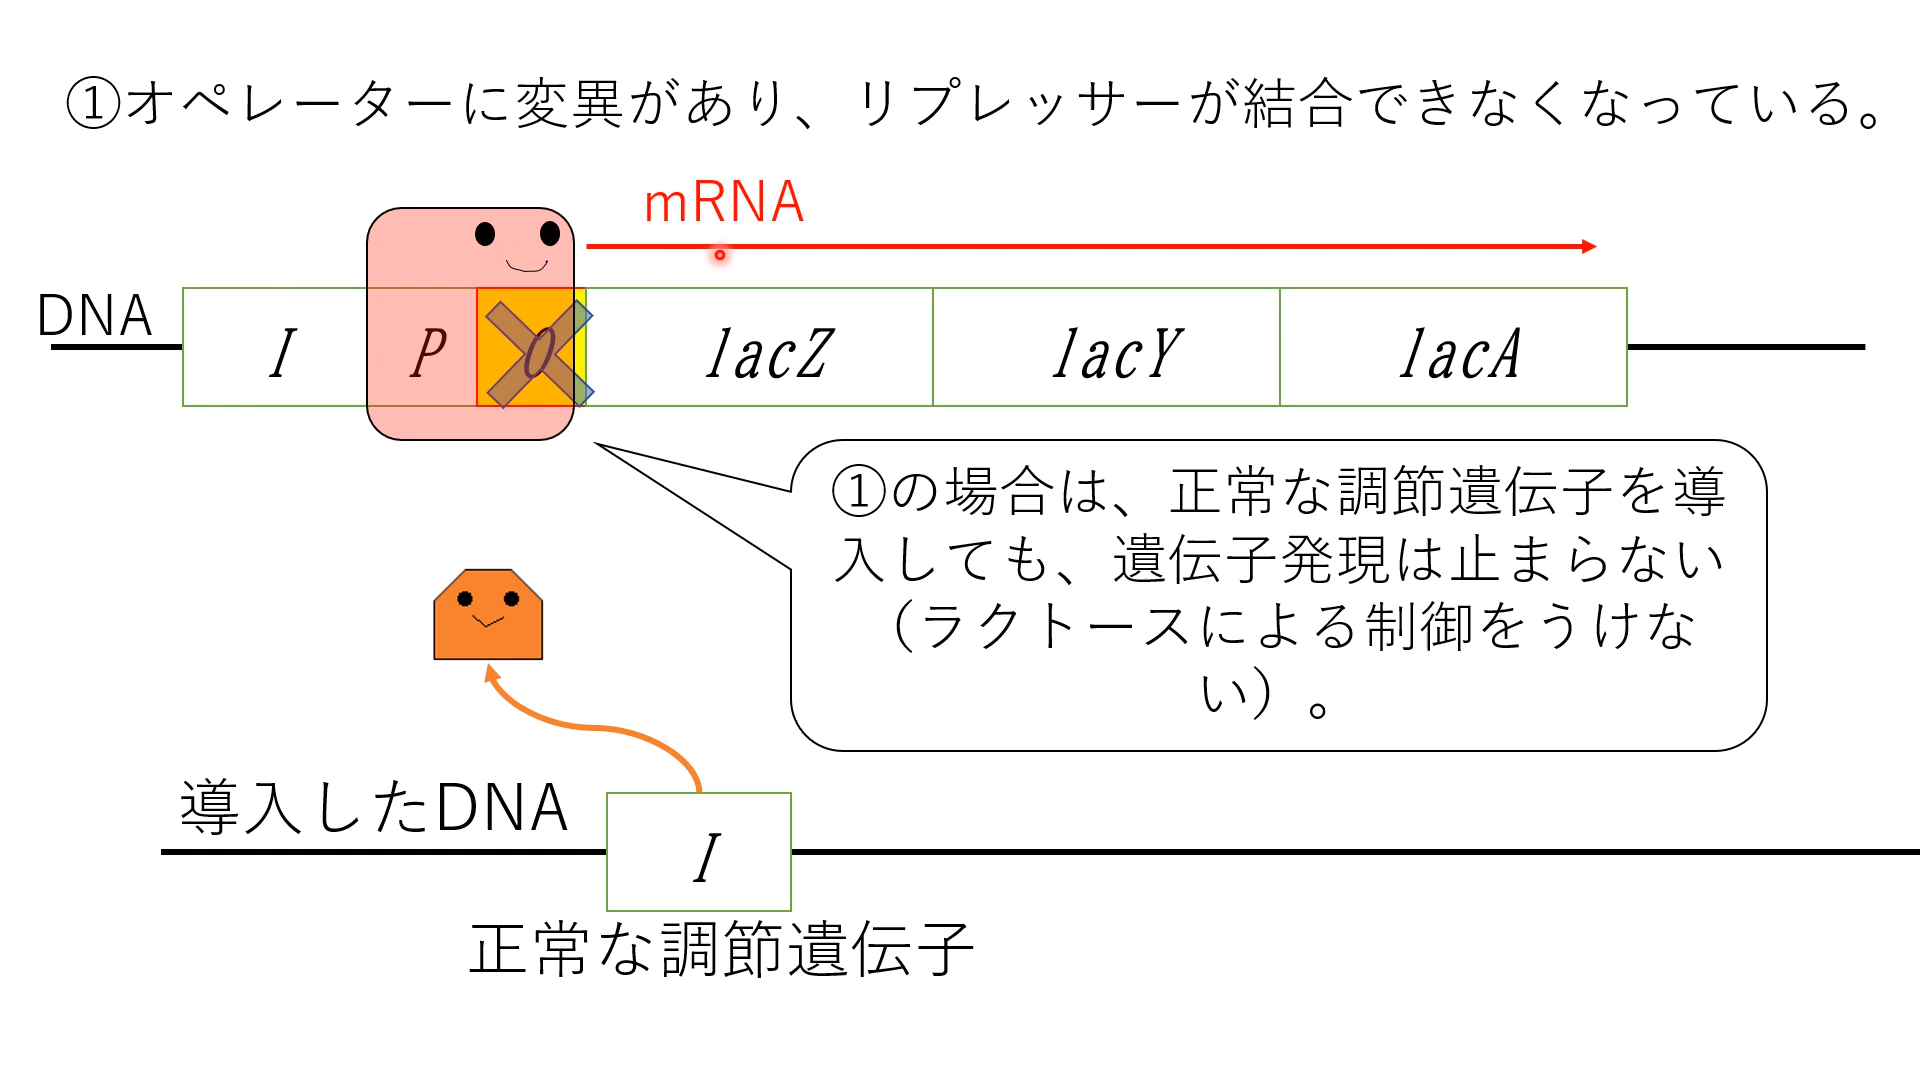 ①オペレーターに変異があり、リプレッサーが結合できなくなっている。
mRNA
DNA
I
P
O
lacZ
lacY
lacA
①の場合は、正常な調節遺伝子を導
入しても、遺伝子発現は止まらない
（ラクトースによる制御をうけな
い）。
導入したDNA
I
正常な調節遺伝子